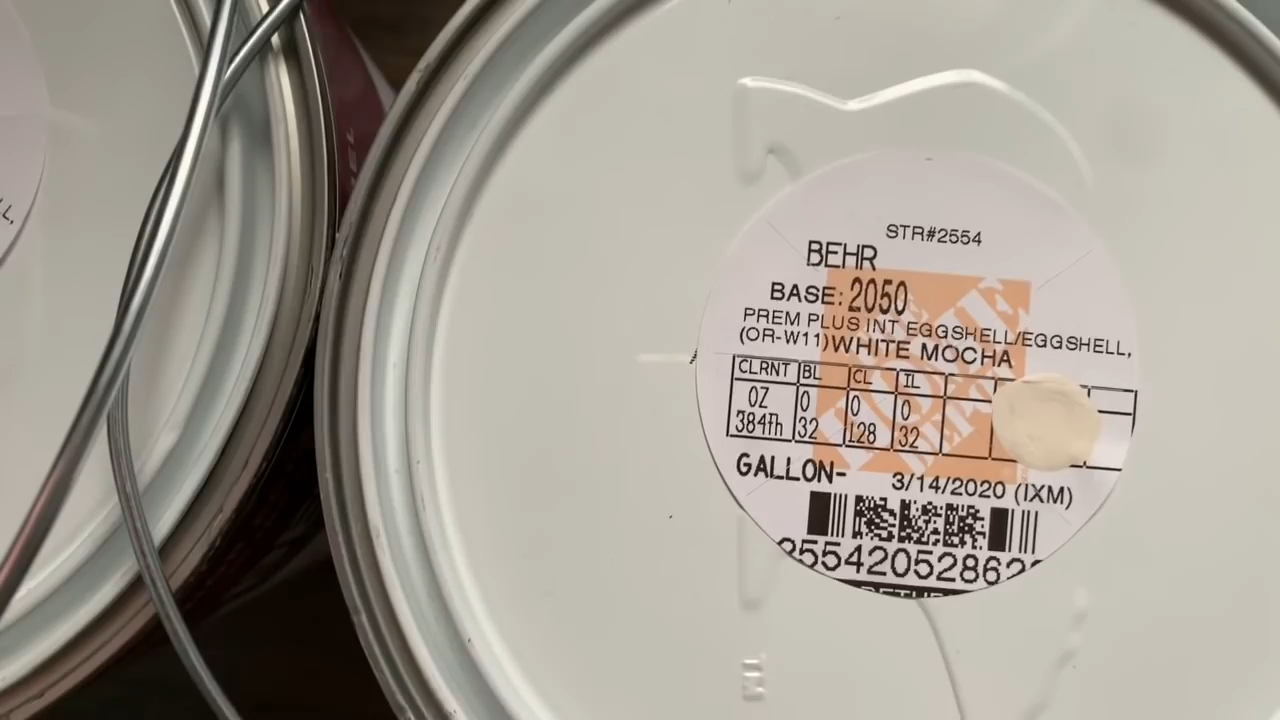 STR#2554
BEHR
BASE: 2050
PREM PLUS INT EGGSHELL/EGGSHELL,
(OR-W11)WHITE MOCHA
CLRNT BL CL IL
OZ 0 0 0
384Th 32 128 32
GALLON-
3/14/2020 (IXM)
LL,